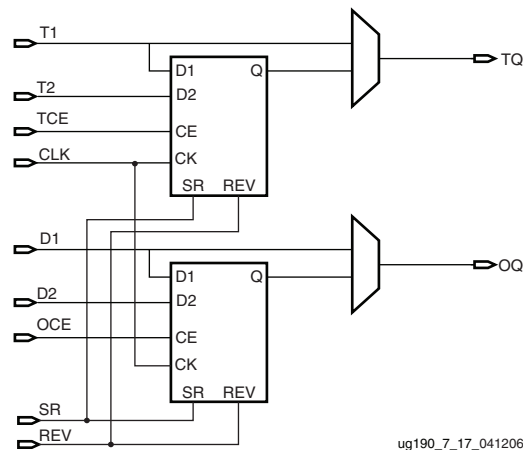 T1
TQ
D1
Q
T2
D2
TCE
CE
CLK
CK
SR REV
D1
OQ
D1
Q
D2
D2
OCE
CE
CK
SR REV
SR
REV
ug190_7_17_041206